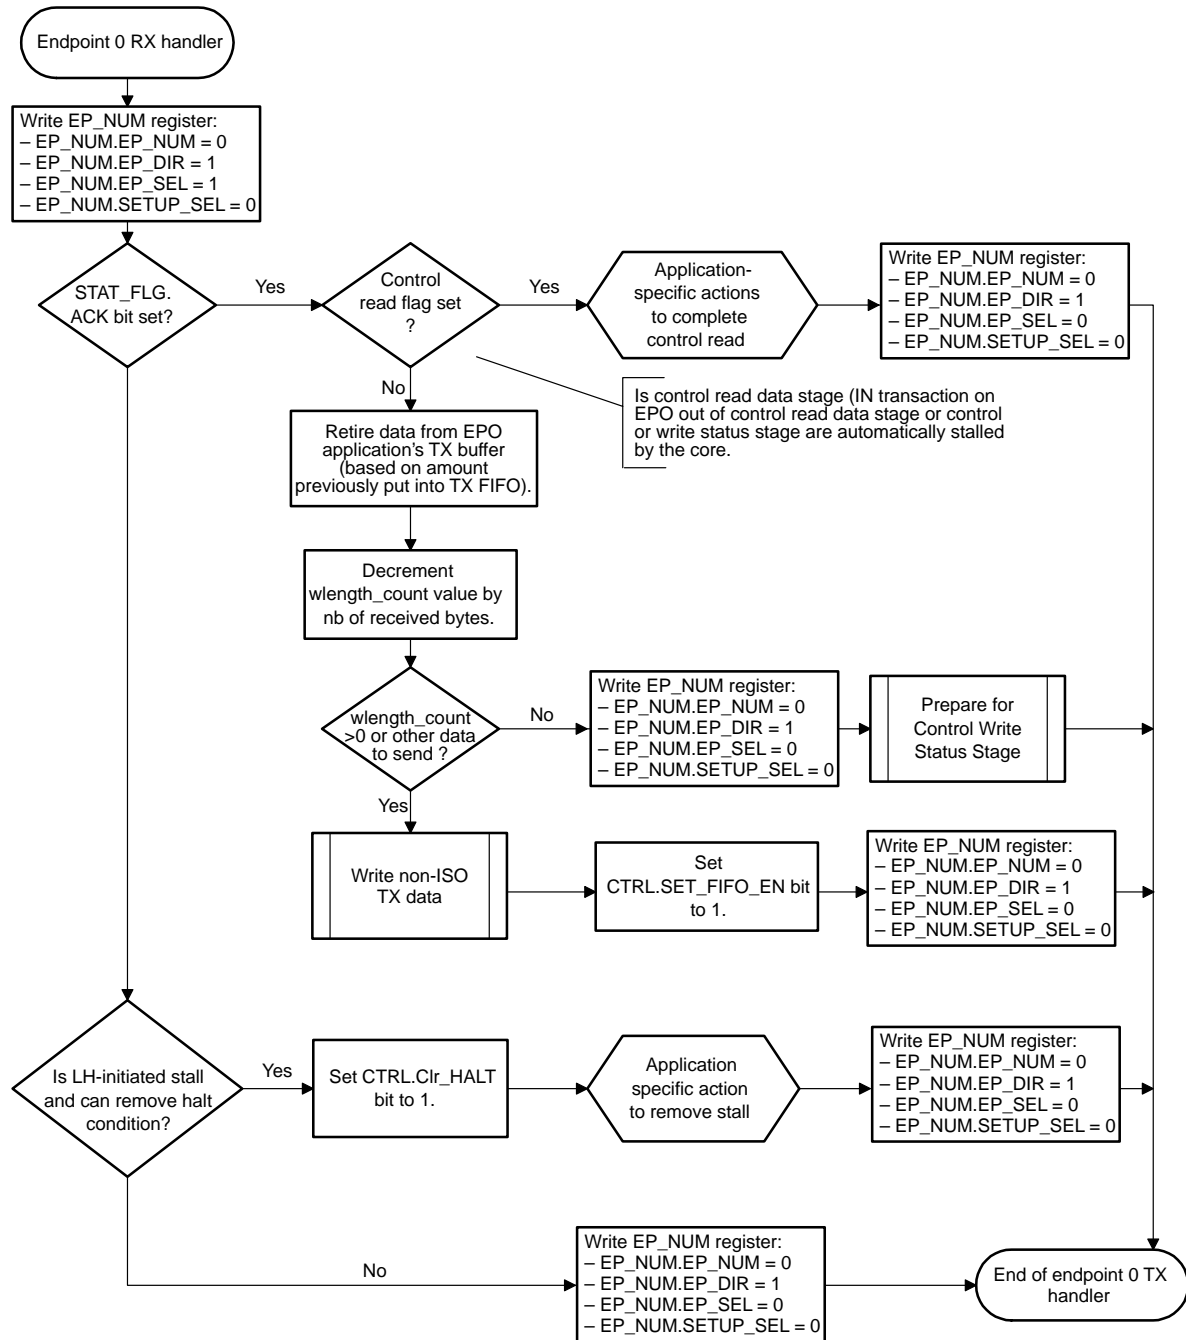 Endpoint 0 RX handler
Write EP_NUM register:
– EP_NUM.EP_NUM = 0
– EP_NUM.EP_DIR = 1
– EP_NUM.EP_SEL = 1
– EP_NUM.SETUP_SEL = 0
STAT_FLG.
ACK bit set?
Yes
Control
read flag set
?
Yes
Application-
specific actions
to complete
control read
Write EP_NUM register:
– EP_NUM.EP_NUM = 0
– EP_NUM.EP_DIR = 1
– EP_NUM.EP_SEL = 0
– EP_NUM.SETUP_SEL = 0
No
Is control read data stage (IN transaction on
EPO out of control read data stage or control
or write status stage are automatically stalled
by the core.
Retire data from EPO
application's TX buffer
(based on amount
previously put into TX FIFO).
Decrement
wlength_count value by
nb of received bytes.
wlength_count
>0 or other data
to send ?
No
Write EP_NUM register:
– EP_NUM.EP_NUM = 0
– EP_NUM.EP_DIR = 1
– EP_NUM.EP_SEL = 0
– EP_NUM.SETUP_SEL = 0
Prepare for
Control Write
Status Stage
Yes
Write non-ISO
TX data
Set
CTRL.SET_FIFO_EN bit
to 1.
Write EP_NUM register:
– EP_NUM.EP_NUM = 0
– EP_NUM.EP_DIR = 1
– EP_NUM.EP_SEL = 0
– EP_NUM.SETUP_SEL = 0
Is LH-initiated stall
and can remove halt
condition?
Yes
Set CTRL.Clr_HALT
bit to 1.
Application
specific action
to remove stall
Write EP_NUM register:
– EP_NUM.EP_NUM = 0
– EP_NUM.EP_DIR = 1
– EP_NUM.EP_SEL = 0
– EP_NUM.SETUP_SEL = 0
No
Write EP_NUM register:
– EP_NUM.EP_NUM = 0
– EP_NUM.EP_DIR = 1
– EP_NUM.EP_SEL = 0
– EP_NUM.SETUP_SEL = 0
End of endpoint 0 TX
handler